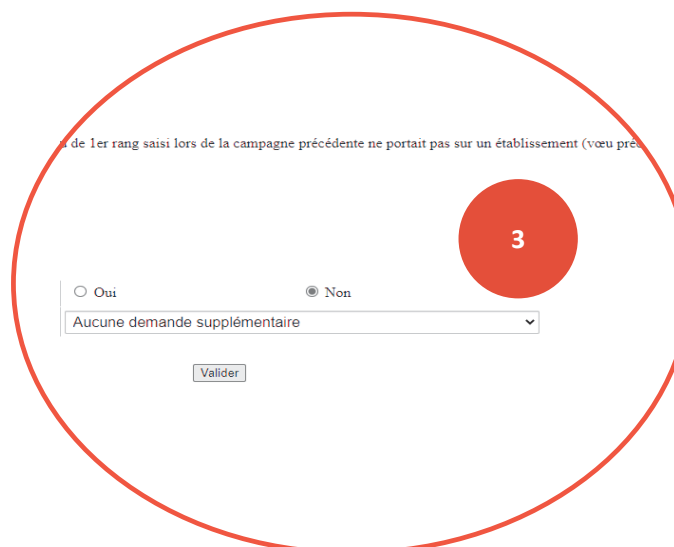 de 1er rang saisi lors de la campagne précédente ne portait pas sur un établissement (vœu
3
Oui
Non
Aucune demande supplémentaire
Valider